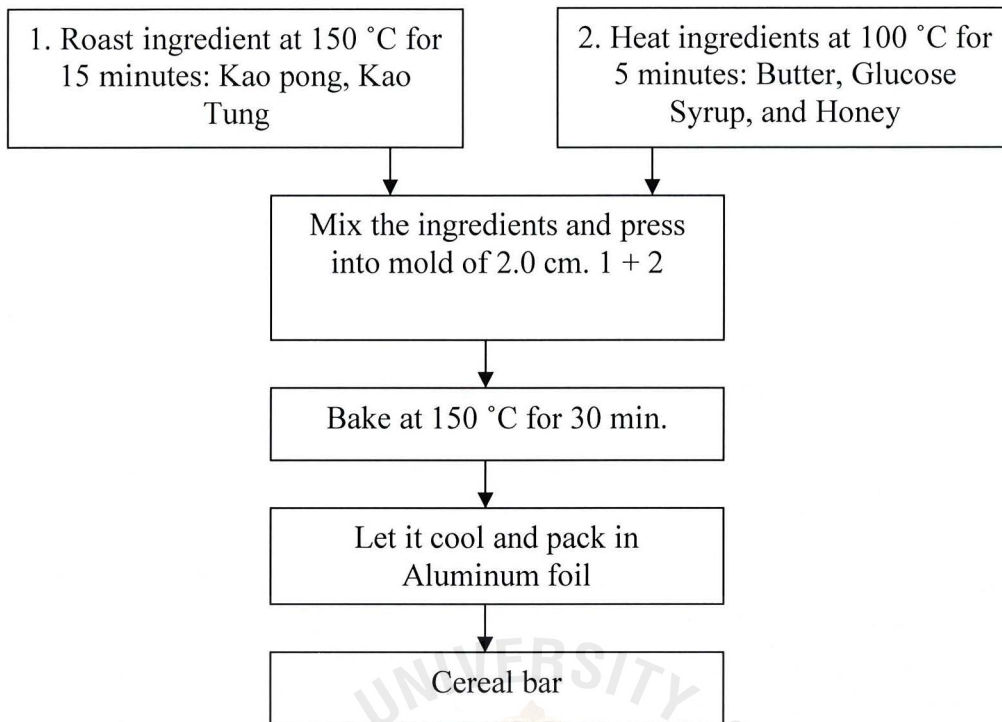 1. Roast ingredient at 150 ˚C for
15 minutes: Kao pong, Kao
Tung
2. Heat ingredients at 100 ˚C for
5 minutes: Butter, Glucose
Syrup, and Honey
Mix the ingredients and press
into mold of 2.0 cm. 1 + 2
Bake at 150 ˚C for 30 min.
Let it cool and pack in
Aluminum foil
UNIVERSITY
Cereal bar